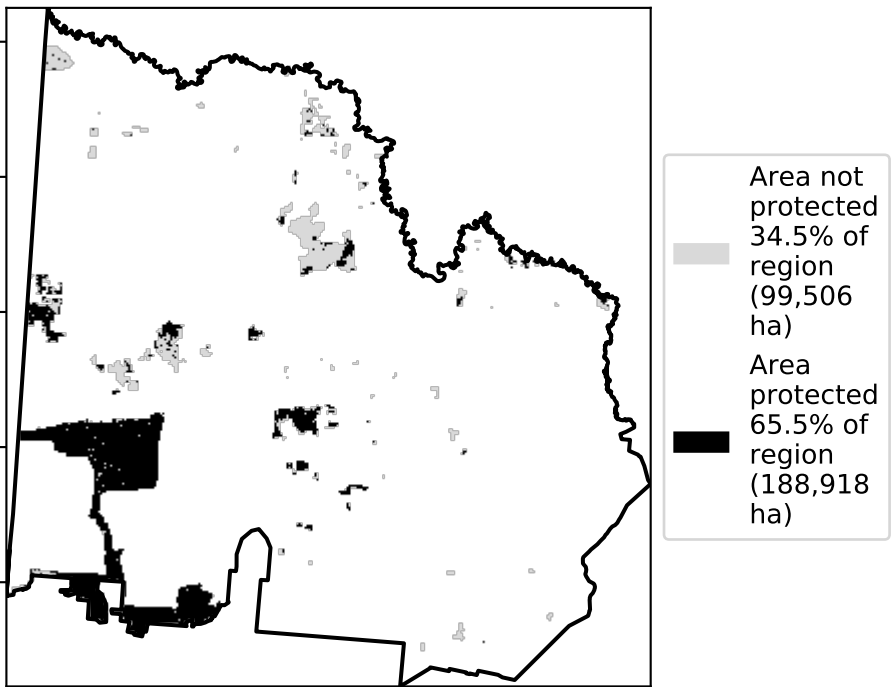 Area not
protected
34.5% of
region
(99,506
ha)
Area
protected
65.5% of
region
(188,918
ha)